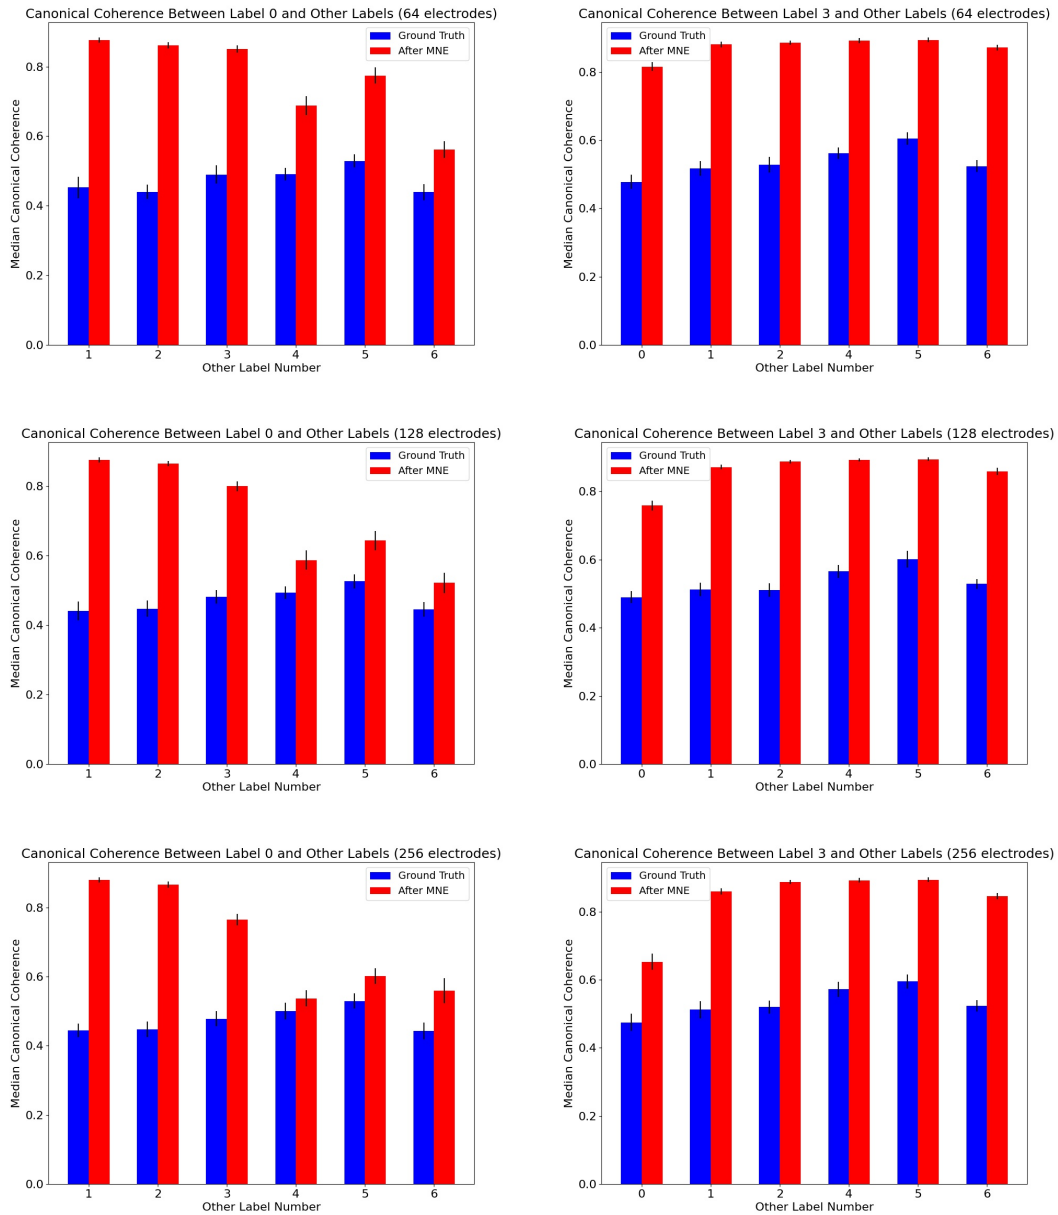 Canonical Coherence Between Label 0 and Other Labels (64 electrodes)
Ground Truth
After MNE
Median Canonical Coherence
0.8
0.6
0.4
0.2
0.0
1 2 3 4 5 6
Other Label Number
Canonical Coherence Between Label 3 and Other Labels (64 electrodes)
Ground Truth
After MNE
Median Canonical Coherence
0.8
0.6
0.4
0.2
0.0
0 1 2 4 5 6
Other Label Number
Canonical Coherence Between Label 0 and Other Labels (128 electrodes)
Ground Truth
After MNE
Median Canonical Coherence
0.8
0.6
0.4
0.2
0.0
1 2 3 4 5 6
Other Label Number
Canonical Coherence Between Label 3 and Other Labels (128 electrodes)
Ground Truth
After MNE
Median Canonical Coherence
0.8
0.6
0.4
0.2
0.0
0 1 2 4 5 6
Other Label Number
Canonical Coherence Between Label 0 and Other Labels (256 electrodes)
Ground Truth
After MNE
Median Canonical Coherence
0.8
0.6
0.4
0.2
0.0
1 2 3 4 5 6
Other Label Number
Canonical Coherence Between Label 3 and Other Labels (256 electrodes)
Ground Truth
After MNE
Median Canonical Coherence
0.8
0.6
0.4
0.2
0.0
0 1 2 4 5 6
Other Label Number